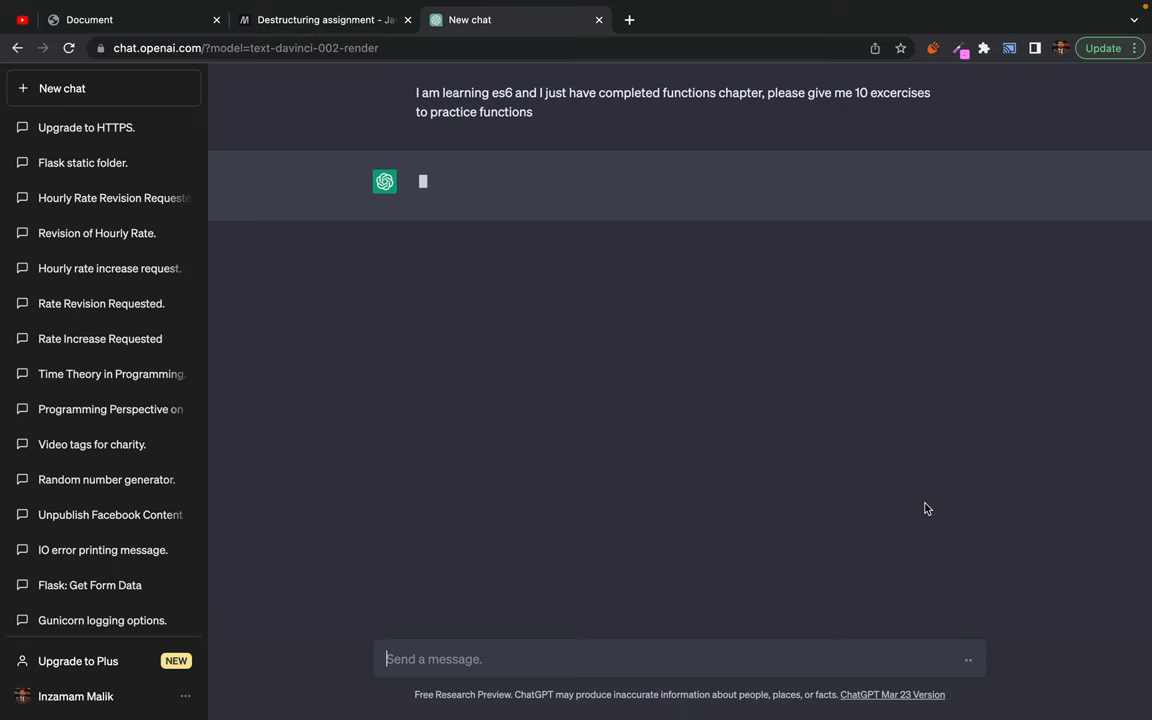 Document
Destructuring assignment - Ja
New chat
chat.openai.com/?model=text-davinci-002-render
Update
New chat
Upgrade to HTTPS.
Flask static folder.
Hourly Rate Revision Requeste
Revision of Hourly Rate.
Hourly rate increase request.
Rate Revision Requested.
Rate Increase Requested
Time Theory in Programming.
Programming Perspective on
Video tags for charity.
Random number generator.
Unpublish Facebook Content
IO error printing message.
Flask: Get Form Data
Gunicorn logging options.
Upgrade to Plus
NEW
Inzamam Malik
I am learning es6 and I just have completed functions chapter, please give me 10 excercises
to practice functions
Send a message.
Free Research Preview. ChatGPT may produce inaccurate information about people, places, or facts. ChatGPT Mar 23 Version